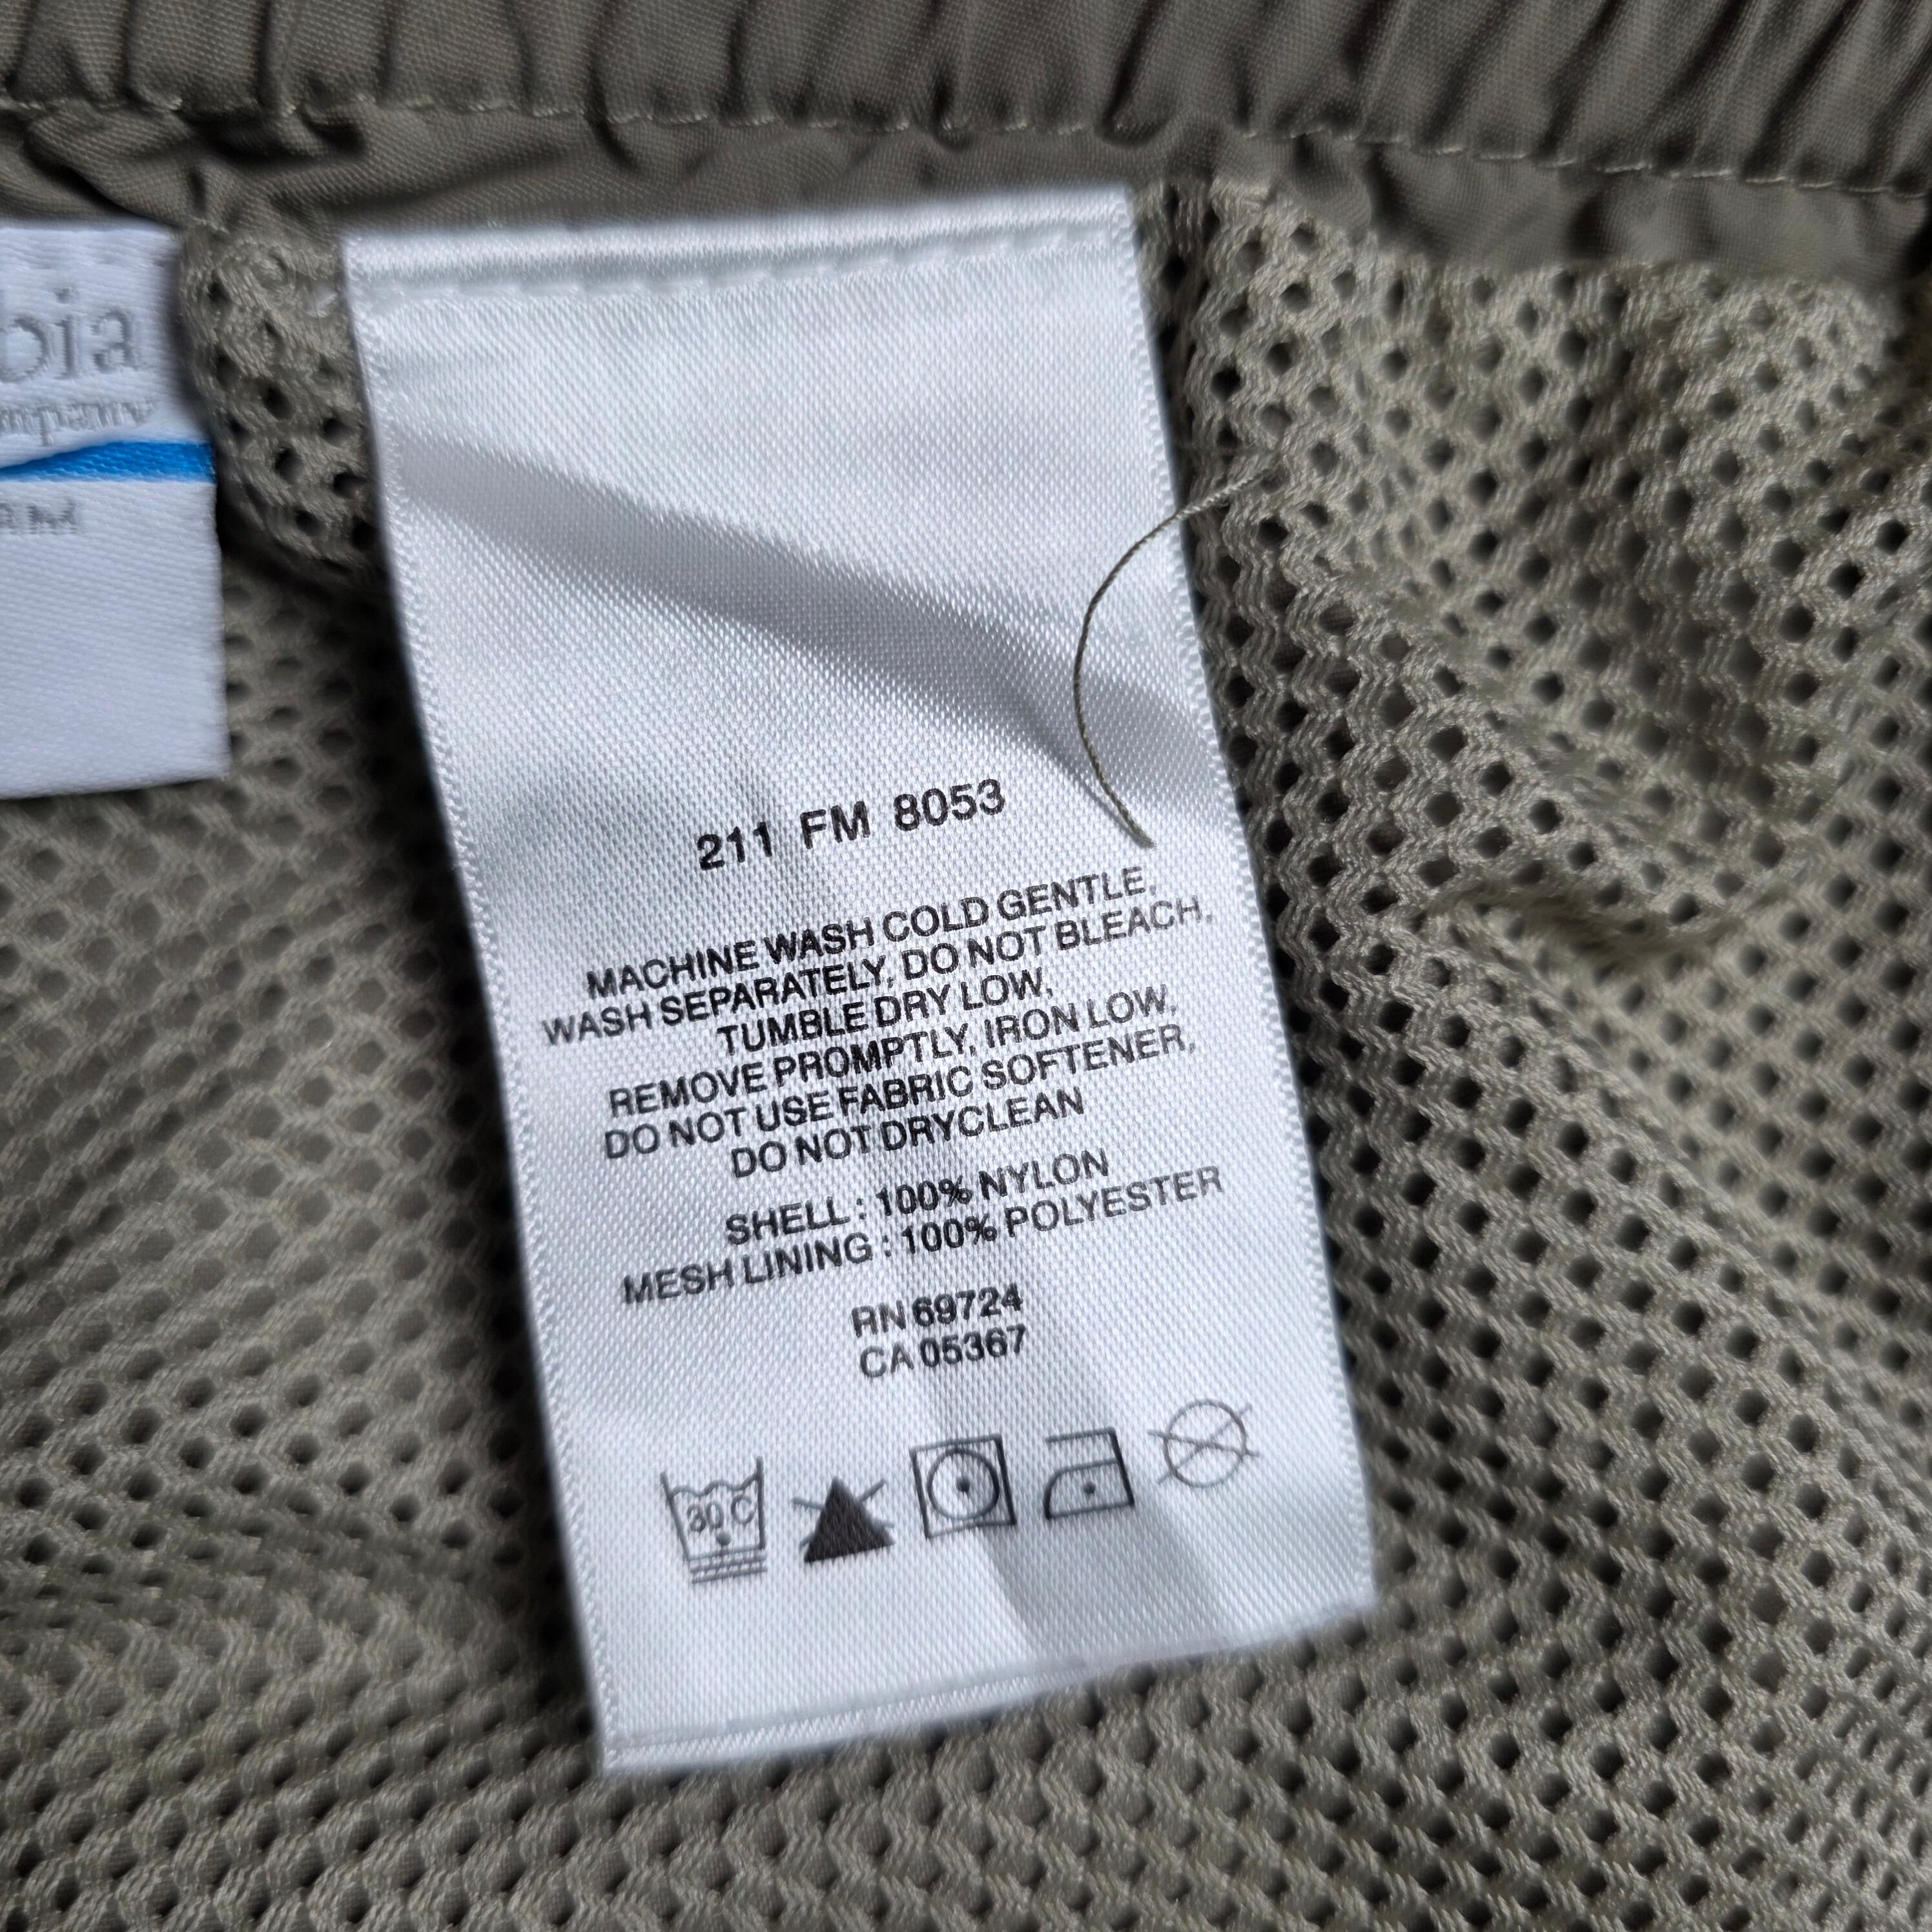 bia
mpany
211 FM 8053
MACHINE WASH COLD GENTLE,
WASH SEPARATELY, DO NOT BLEACH,
TUMBLE DRY LOW,
REMOVE PROMPTLY, IRON LOW,
DO NOT USE FABRIC SOFTENER,
DO NOT DRYCLEAN
SHELL : 100% NYLON
MESH LINING : 100% POLYESTER
RN 69724
CA 05367
30 C